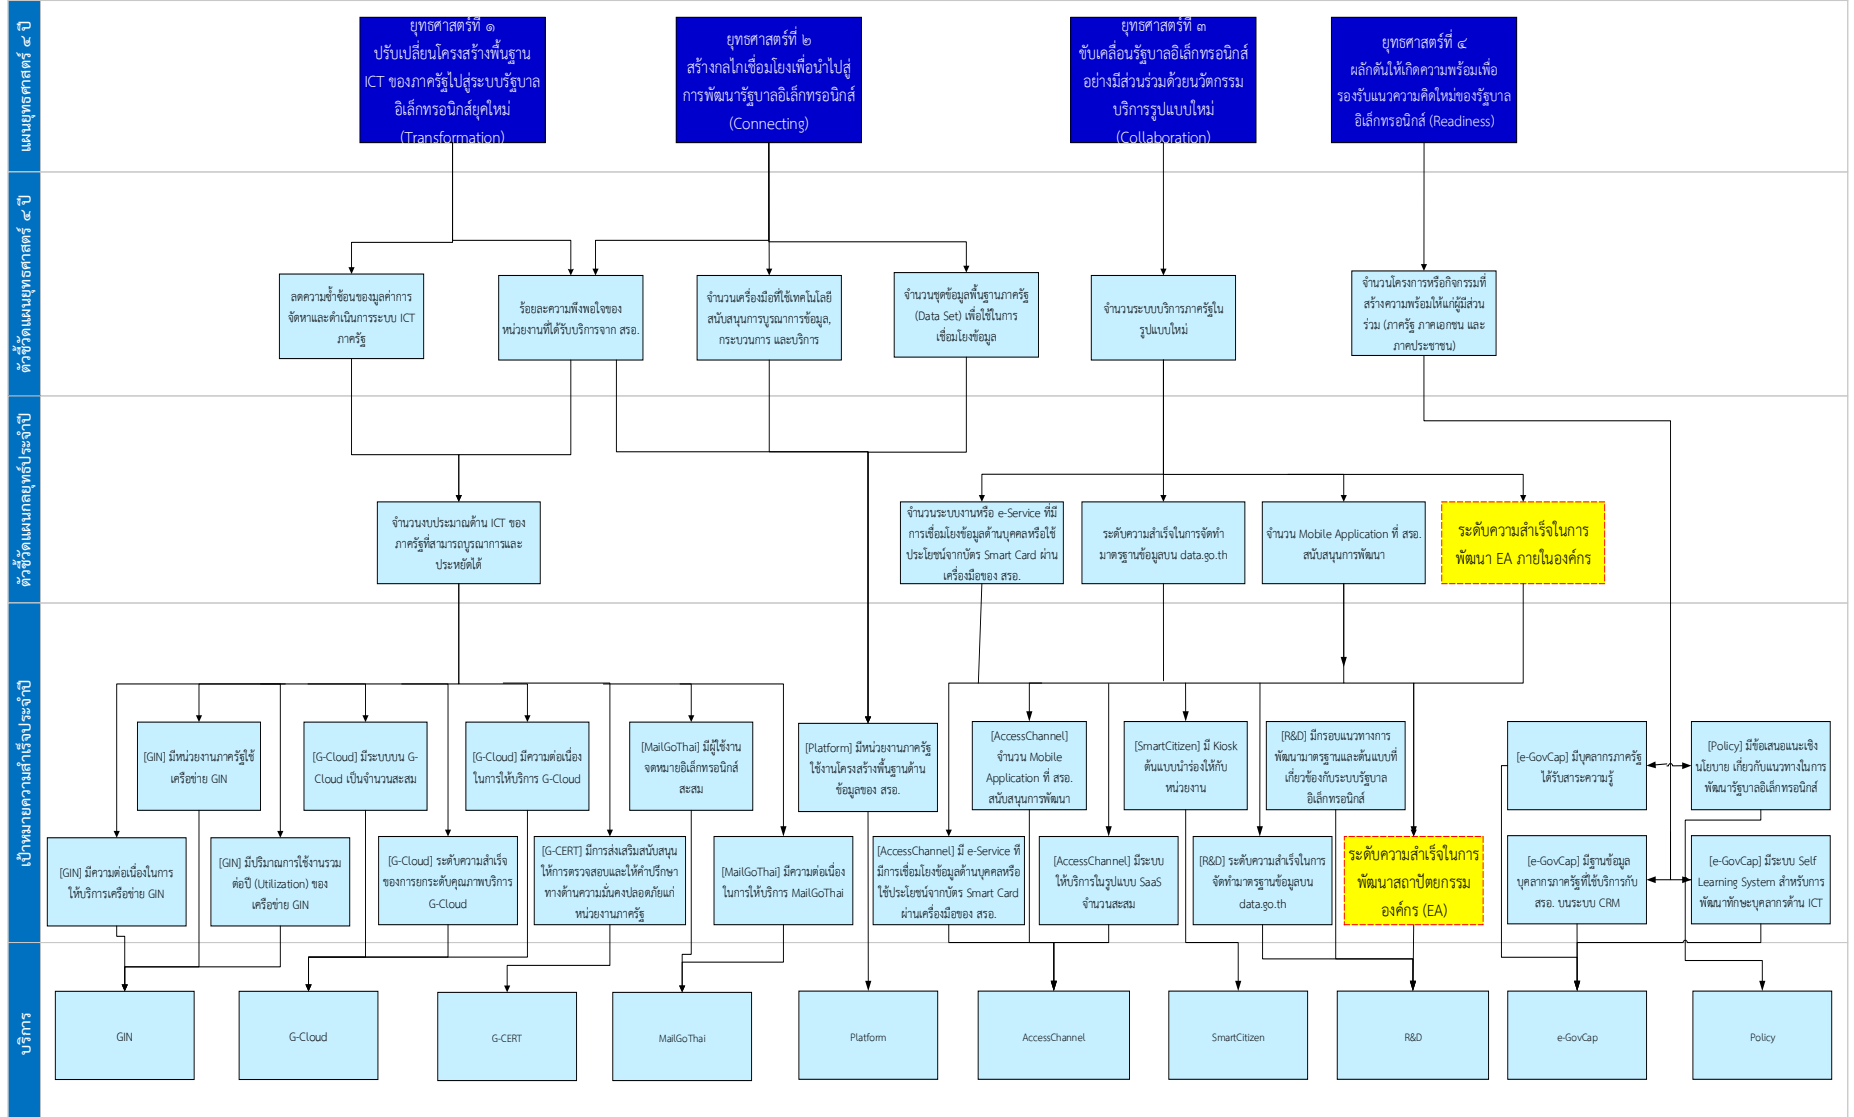 แผนยุทธศาสตร์ ๔ ปี
ยุทธศาสตร์ที่ ๑
ปรับเปลี่ยนโครงสร้างพื้นฐาน
ICT ของภาครัฐไปสู่ระบบรัฐบาล
อิเล็กทรอนิกส์ยุคใหม่
(Transformation)
ยุทธศาสตร์ที่ ๒
สร้างกลไกเชื่อมโยงเพื่อนำไปสู่
การพัฒนารัฐบาลอิเล็กทรอนิกส์
(Connecting)
ยุทธศาสตร์ที่ ๓
ขับเคลื่อนรัฐบาลอิเล็กทรอนิกส์
อย่างมีส่วนร่วมด้วยนวัตกรรม
บริการรูปแบบใหม่
(Collaboration)
ยุทธศาสตร์ที่ ๔
ผลักดันให้เกิดความพร้อมเพื่อ
รองรับแนวความคิดใหม่ของรัฐบาล
อิเล็กทรอนิกส์ (Readiness)
ตัวชี้วัดแผนยุทธศาสตร์ ๔ ปี
ลดความซ้ำซ้อนของมูลค่าการ
จัดหาและดำเนินการระบบ ICT
ภาครัฐ
ร้อยละความพึงพอใจของ
หน่วยงานที่ได้รับบริการจาก สรอ.
จำนวนเครื่องมือที่ใช้เทคโนโลยี
สนับสนุนการบูรณาการข้อมูล,
กระบวนการ และบริการ
จำนวนชุดข้อมูลพื้นฐานภาครัฐ
(Data Set) เพื่อใช้ในการ
เชื่อมโยงข้อมูล
จำนวนระบบบริการภาครัฐใน
รูปแบบใหม่
จำนวนโครงการหรือกิจกรรมที่
สร้างความพร้อมให้แก่ผู้มีส่วน
ร่วม (ภาครัฐ ภาคเอกชน และ
ภาคประชาชน)
ตัวชี้วัดแผนกลยุทธ์ประจำปี
จำนวนงบประมาณด้าน ICT ของ
ภาครัฐที่สามารถบูรณาการและ
ประหยัดได้
จำนวนระบบงานหรือ e-Service ที่มี
การเชื่อมโยงข้อมูลด้านบุคคลหรือใช้
ประโยชน์จากบัตร Smart Card ผ่าน
เครื่องมือของ สรอ.
ระดับความสำเร็จในการจัดทำ
มาตรฐานข้อมูลบน data.go.th
จำนวน Mobile Application ที่ สรอ.
สนับสนุนการพัฒนา
ระดับความสำเร็จในการ
พัฒนา EA ภายในองค์กร
เป้าหมายความสำเร็จประจำปี
[GIN] มีหน่วยงานภาครัฐใช้
เครือข่าย GIN
[G-Cloud] มีระบบบน G-
Cloud เป็นจำนวนสะสม
[G-Cloud] มีความต่อเนื่อง
ในการให้บริการ G-Cloud
[MailGoThai] มีผู้ใช้งาน
จดหมายอิเล็กทรอนิกส์
สะสม
[Platform] มีหน่วยงานภาครัฐ
ใช้งานโครงสร้างพื้นฐานด้าน
ข้อมูลของ สรอ.
[AccessChannel]
จำนวน Mobile
Application ที่ สรอ.
สนับสนุนการพัฒนา
[SmartCitizen] มี Kiosk
ต้นแบบนำร่องให้กับ
หน่วยงาน
[R&D] มีกรอบแนวทางการ
พัฒนามาตรฐานและต้นแบบที่
เกี่ยวข้องกับระบบรัฐบาล
อิเล็กทรอนิกส์
[e-GovCap] มีบุคลากรภาครัฐ
ได้รับสาระความรู้
[Policy] มีข้อเสนอแนะเชิง
นโยบาย เกี่ยวกับแนวทางในการ
พัฒนารัฐบาลอิเล็กทรอนิกส์
[GIN] มีความต่อเนื่องในการ
ให้บริการเครือข่าย GIN
[GIN] มีปริมาณการใช้งานรวม
ต่อปี (Utilization) ของ
เครือข่าย GIN
[G-Cloud] ระดับความสำเร็จ
ของการยกระดับคุณภาพบริการ
G-Cloud
[G-CERT] มีการส่งเสริมสนับสนุน
ให้การตรวจสอบและให้คำปรึกษา
ทางด้านความมั่นคงปลอดภัยแก่
หน่วยงานภาครัฐ
[MailGoThai] มีความต่อเนื่อง
ในการให้บริการ MailGoThai
[AccessChannel] มี e-Service ที่
มีการเชื่อมโยงข้อมูลด้านบุคคลหรือ
ใช้ประโยชน์จากบัตร Smart Card
ผ่านเครื่องมือของ สรอ.
[AccessChannel] มีระบบ
ให้บริการในรูปแบบ SaaS
จำนวนสะสม
[R&D] ระดับความสำเร็จในการ
จัดทำมาตรฐานข้อมูลบน
data.go.th
ระดับความสำเร็จในการ
พัฒนาสถาปัตยกรรม
องค์กร (EA)
[e-GovCap] มีฐานข้อมูล
บุคลากรภาครัฐที่ใช้บริการกับ
สรอ. บนระบบ CRM
[e-GovCap] มีระบบ Self
Learning System สำหรับการ
พัฒนาทักษะบุคลากรด้าน ICT
บริการ
GIN
G-Cloud
G-CERT
MailGoThai
Platform
AccessChannel
SmartCitizen
R&D
e-GovCap
Policy